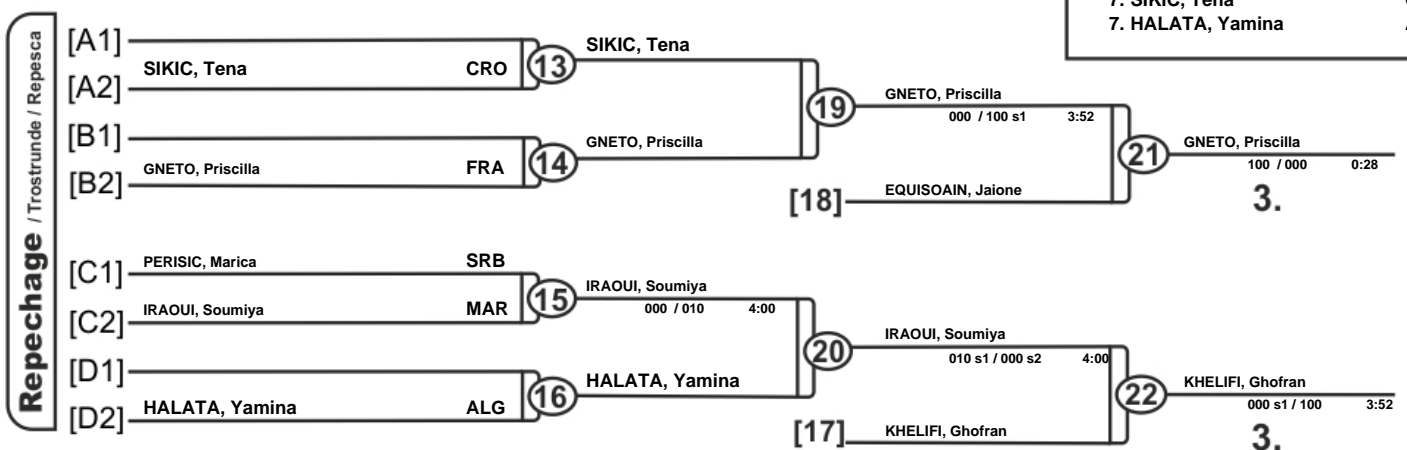 7. SIKIC, Tena
7. HALATA, Yamina
Repechage / Trostrunde / Repesca
[A1]
SIKIC, Tena CRO
[A2]
13
SIKIC, Tena
[B1]
GNETO, Priscilla FRA
[B2]
14
GNETO, Priscilla
19
GNETO, Priscilla
000 / 100 s1 3:52
[18]
EQUISOAIN, Jaione
21
GNETO, Priscilla
100 / 000 0:28
3.
[C1]
PERISIC, Marica SRB
IRAOUI, Soumiya MAR
[C2]
15
IRAOUI, Soumiya
000 / 010 4:00
[D1]
HALATA, Yamina ALG
[D2]
16
HALATA, Yamina
20
IRAOUI, Soumiya
010 s1 / 000 s2 4:00
[17]
KHELIFI, Ghofran
22
KHELIFI, Ghofran
000 s1 / 100 3:52
3.